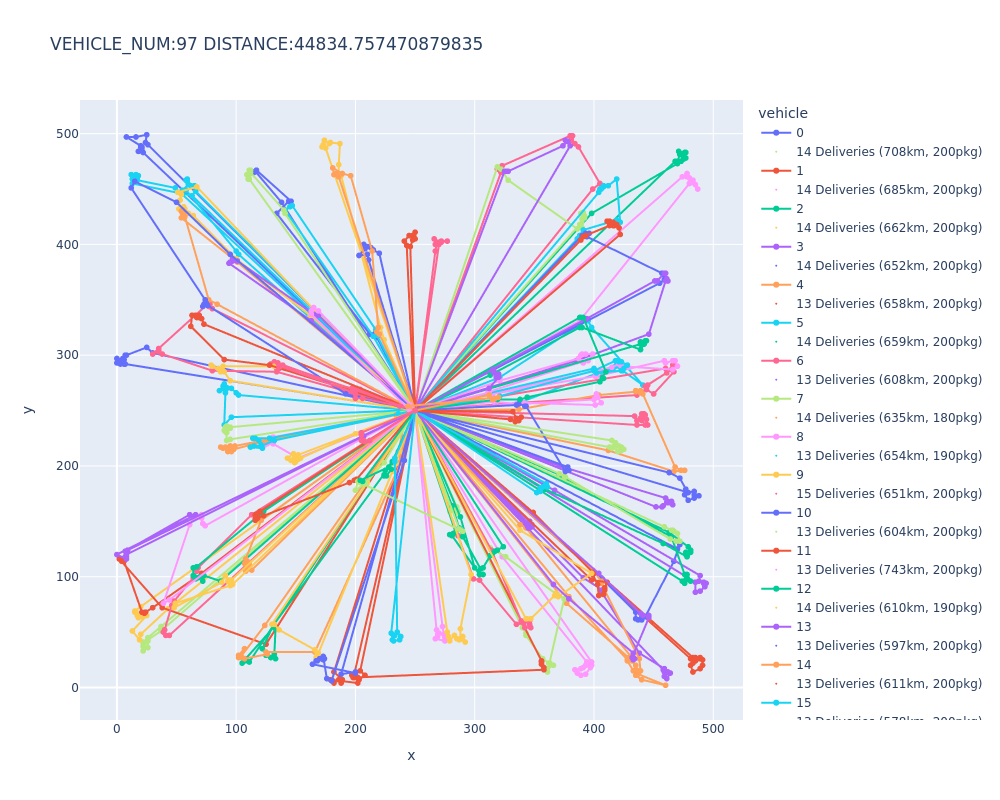 VEHICLE_NUM:97 DISTANCE:44834.757470879835
vehicle
0
14 Deliveries (708km, 200pkg)
1
14 Deliveries (685km, 200pkg)
2
14 Deliveries (662km, 200pkg)
3
14 Deliveries (652km, 200pkg)
4
13 Deliveries (658km, 200pkg)
5
14 Deliveries (659km, 200pkg)
6
13 Deliveries (608km, 200pkg)
7
14 Deliveries (635km, 180pkg)
8
13 Deliveries (654km, 190pkg)
9
15 Deliveries (651km, 200pkg)
10
13 Deliveries (604km, 200pkg)
11
13 Deliveries (743km, 200pkg)
12
14 Deliveries (610km, 190pkg)
13
13 Deliveries (597km, 200pkg)
14
13 Deliveries (611km, 200pkg)
15
500
400
300
200
100
0
y
0 100 200 300 400 500
x